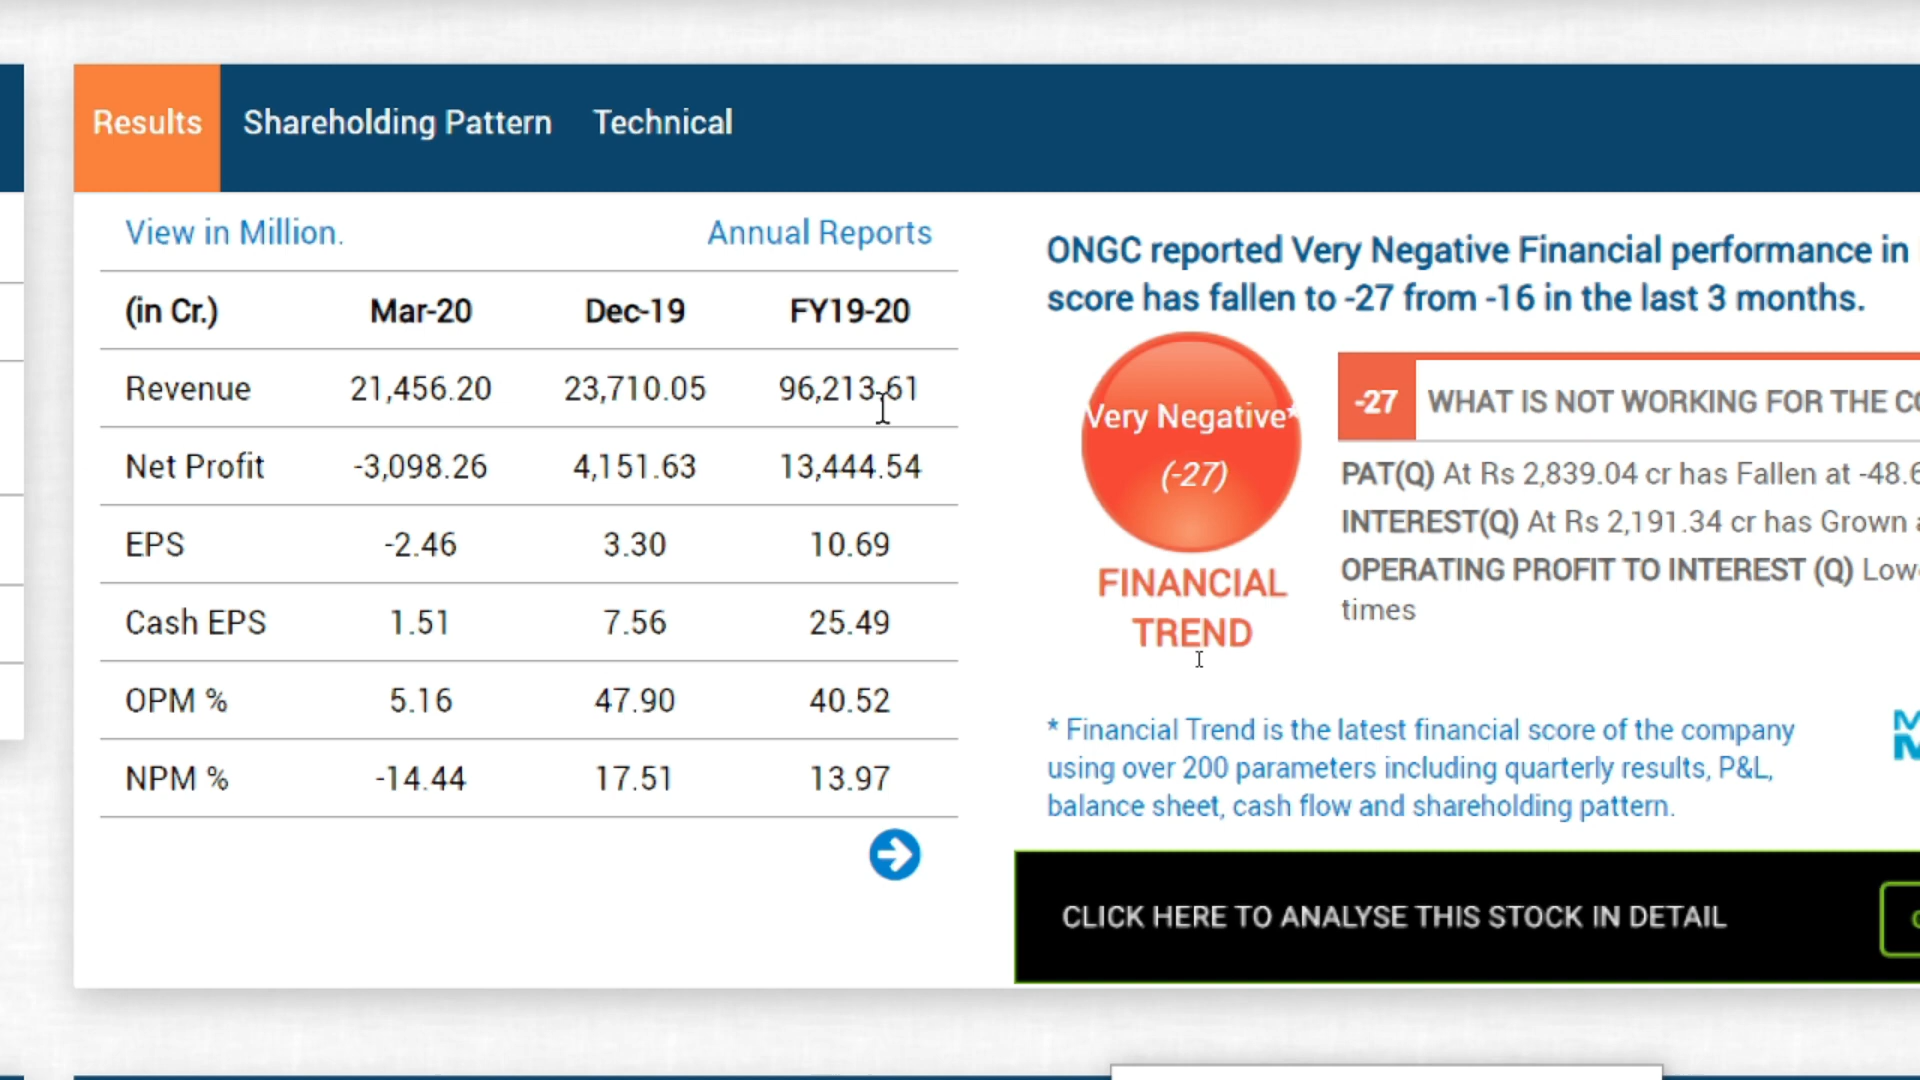 Results Shareholding Pattern Technical
View in Million. Annual Reports
(in Cr.) Mar-20 Dec-19 FY19-20
Revenue 21,456.20 23,710.05 96,213.61
Net Profit -3,098.26 4,151.63 13,444.54
EPS -2.46 3.30 10.69
Cash EPS 1.51 7.56 25.49
OPM % 5.16 47.90 40.52
NPM % -14.44 17.51 13.97
ONGC reported Very Negative Financial performance in
score has fallen to -27 from -16 in the last 3 months.
Very Negative*
(-27)
FINANCIAL
TREND
-27 WHAT IS NOT WORKING FOR THE
PAT(Q) At Rs 2,839.04 cr has Fallen at
INTEREST(Q) At Rs 2,191.34 cr has Grown
OPERATING PROFIT TO INTEREST (Q)
times
* Financial Trend is the latest financial score of the company
using over 200 parameters including quarterly results, P&L,
balance sheet, cash flow and shareholding pattern.
CLICK HERE TO ANALYSE THIS STOCK IN DETAIL